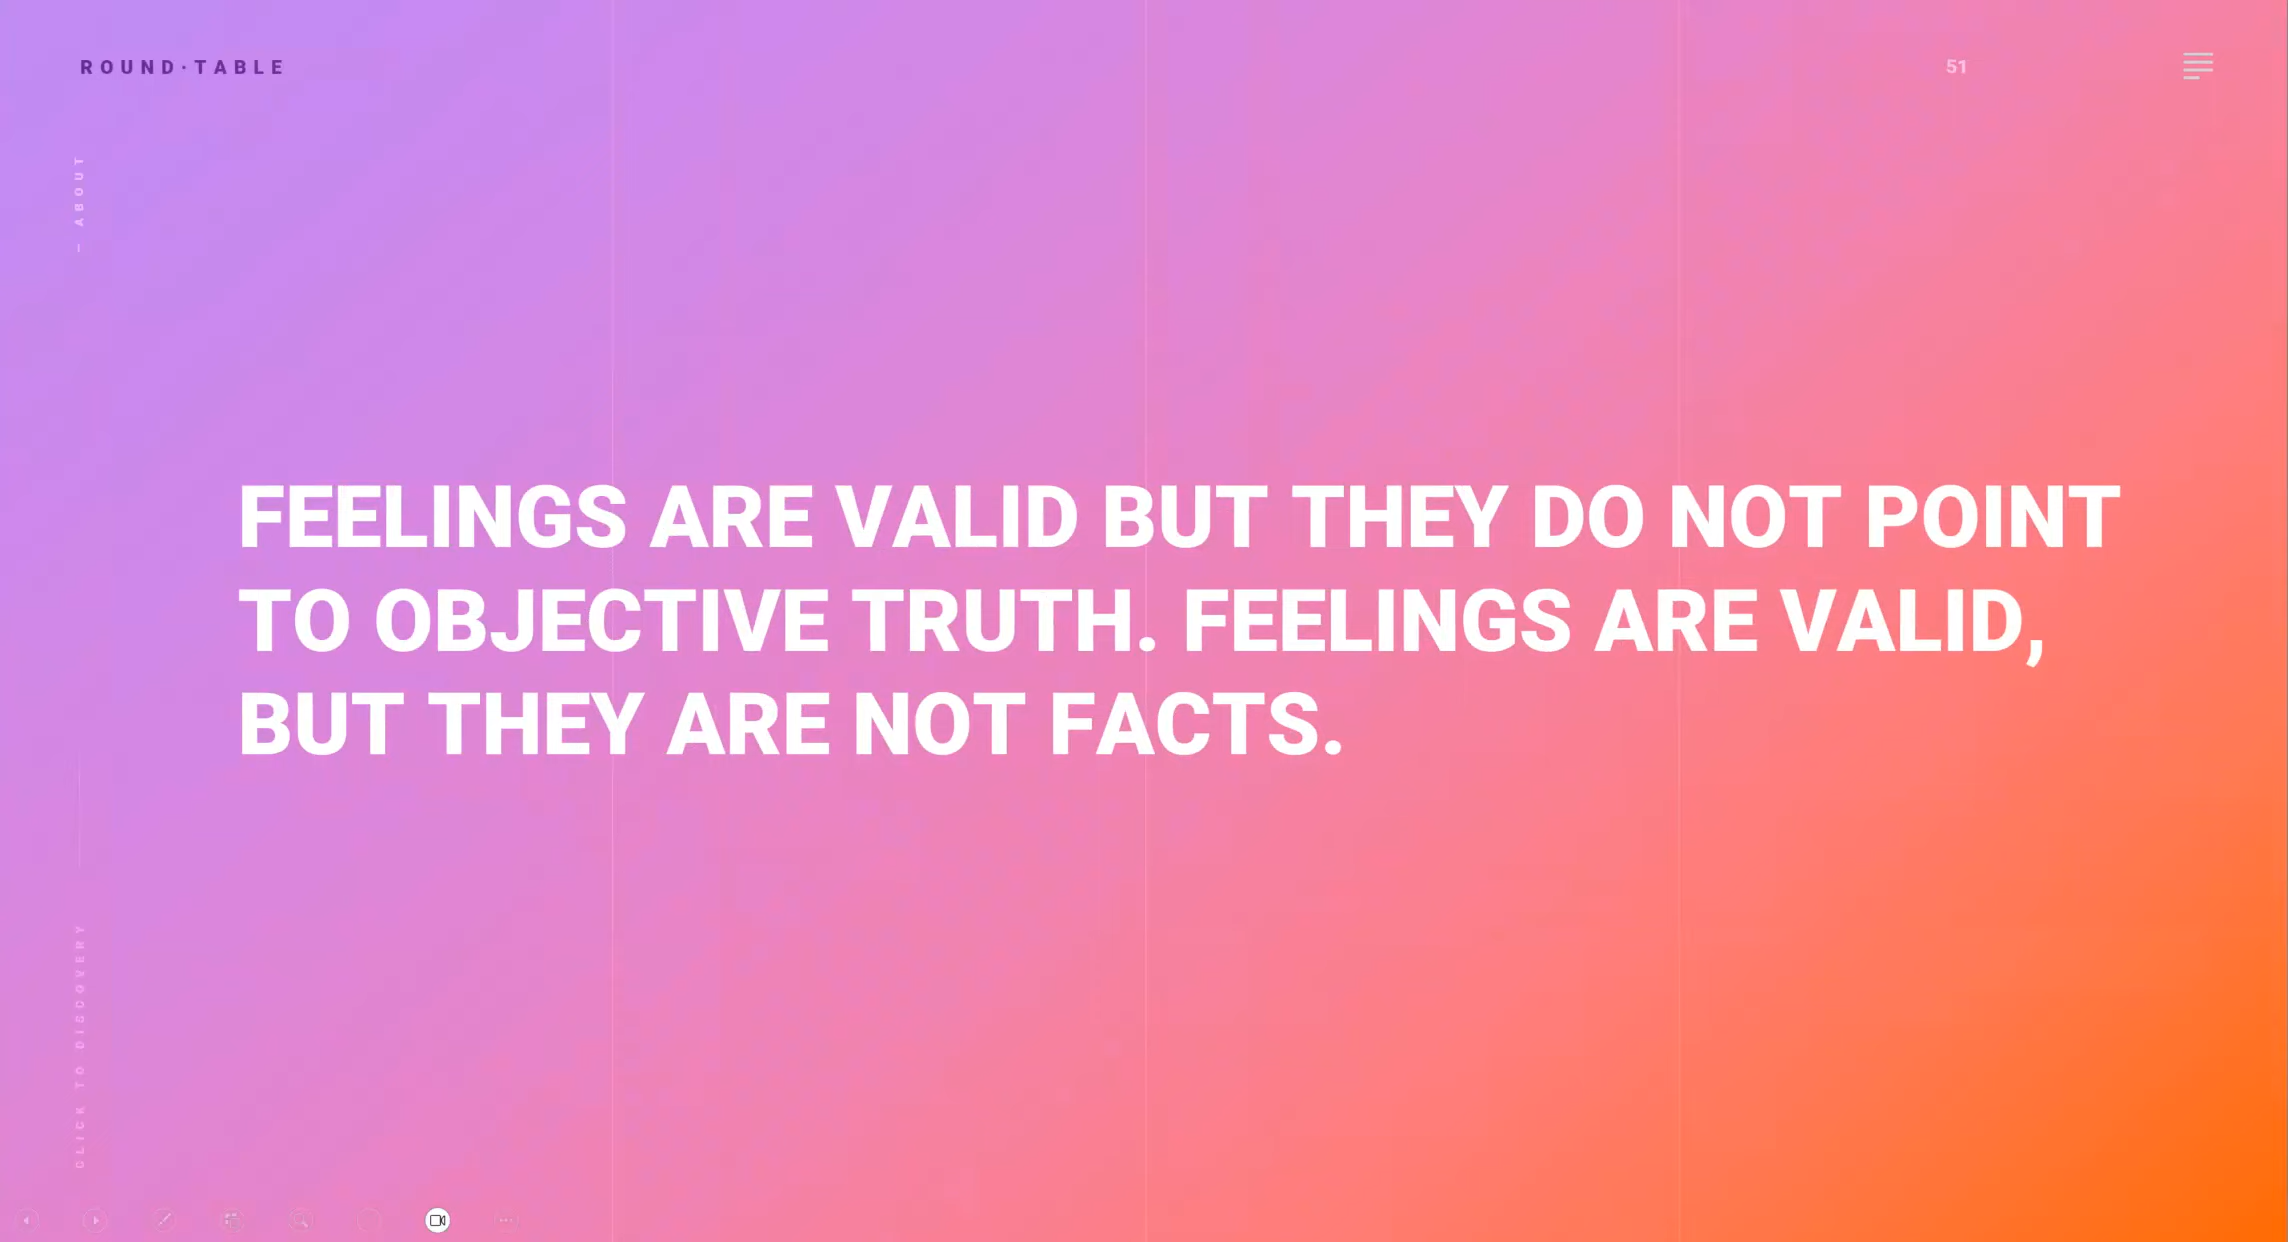 ROUND·TABLE
51
— ABOUT
FEELINGS ARE VALID BUT THEY DO NOT POINT
TO OBJECTIVE TRUTH. FEELINGS ARE VALID,
BUT THEY ARE NOT FACTS.
CLICK TO DISCOVERY